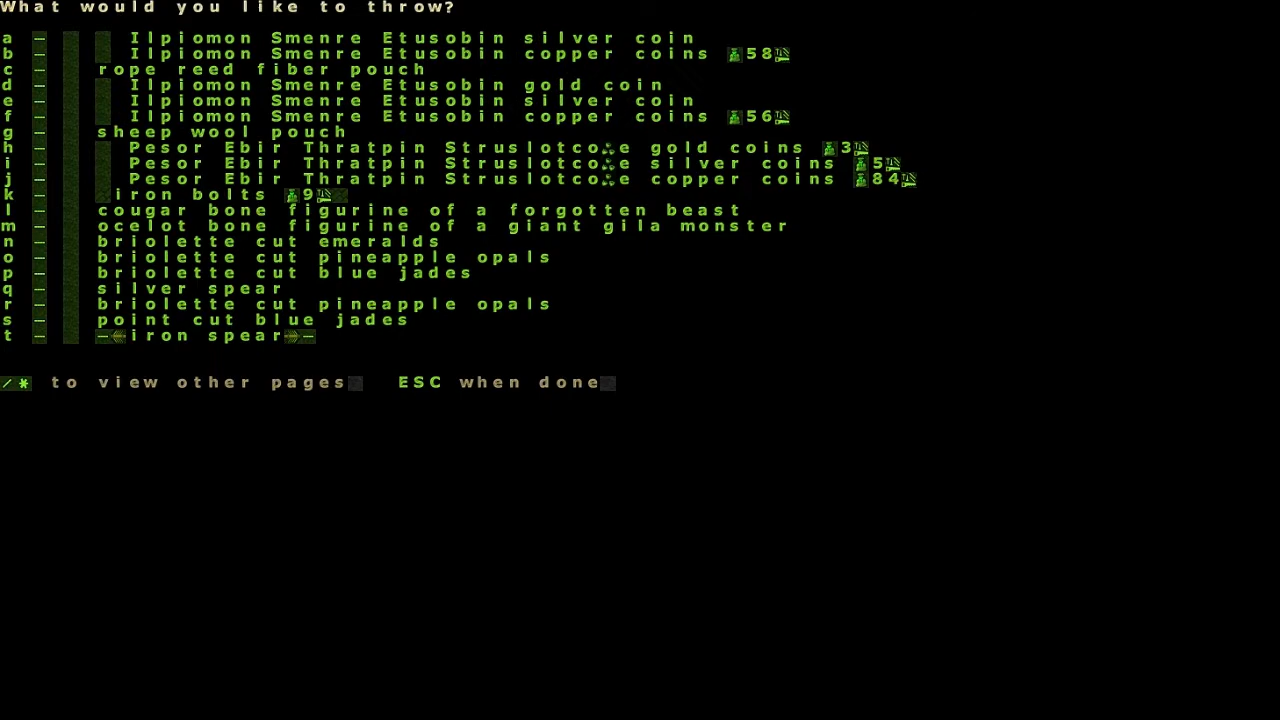 What would you like to throw?
a - Ilpiomon Smenre Etusobin silver coin
b - Ilpiomon Smenre Etusobin copper coins 58
c - rope reed fiber pouch
d - Ilpiomon Smenre Etusobin gold coin
e - Ilpiomon Smenre Etusobin silver coin
f - Ilpiomon Smenre Etusobin copper coins 56
g - sheep wool pouch
h - Pesor Ebir Thratpin gold coins 3
i - Pesor Ebir Thratpin silver coins 5
j - Pesor Ebir Thratpin copper coins 84
k - iron bolts 9
l - cougar bone figurine of a forgotten beast
m - ocelot bone figurine of a giant gila monster
n - briolette cut emeralds
o - briolette cut pineapple opals
p - briolette cut blue jades
q - silver spear
r - briolette cut pineapple opals
s - point cut blue jades
t - -iron spear-
/* to view other pages ESC when done